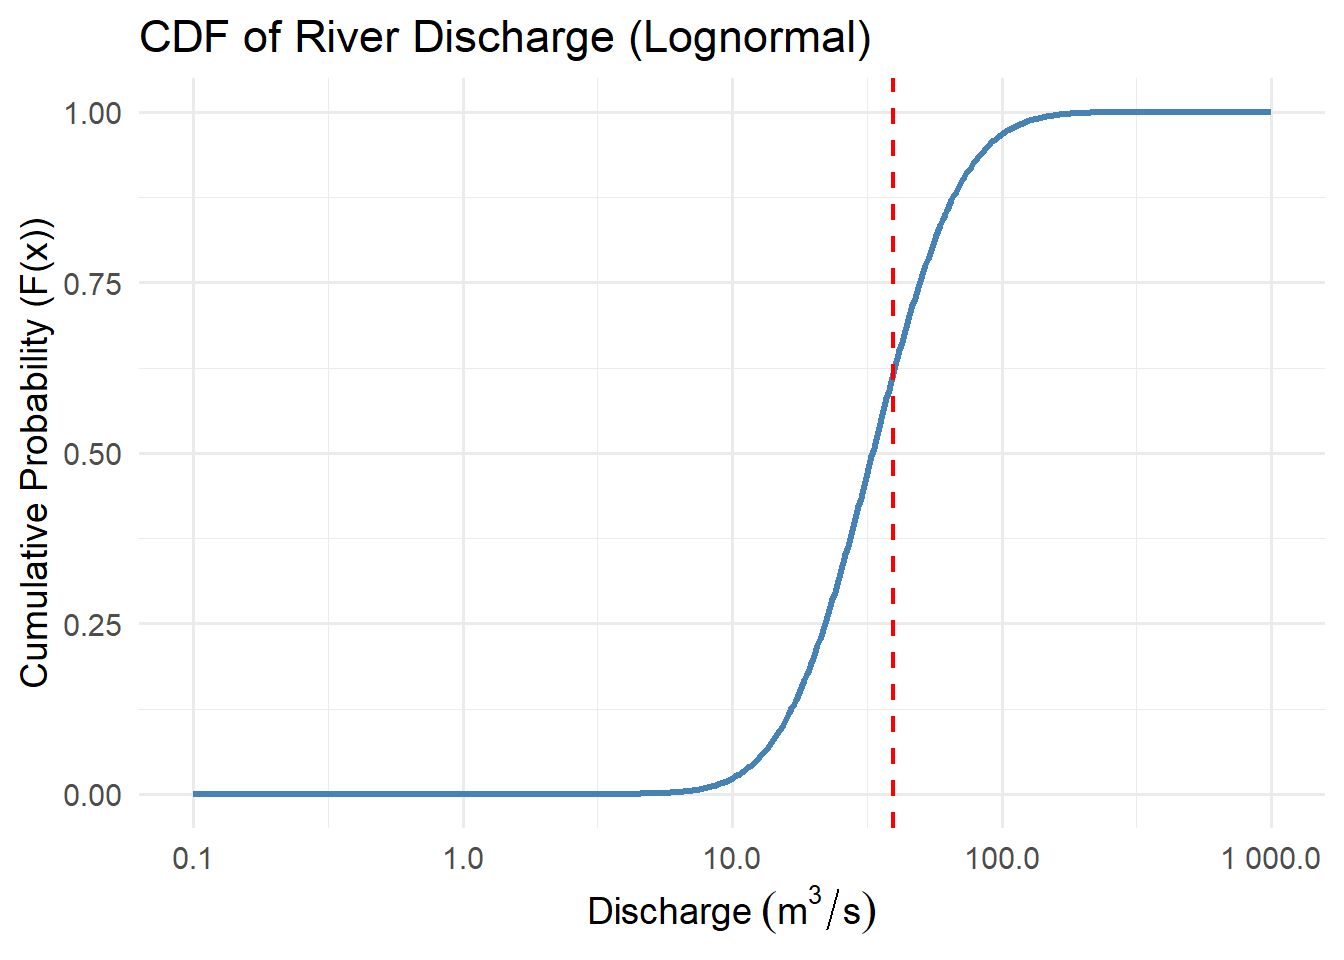 CDF of River Discharge (Lognormal)
Cumulative Probability (F(x))
1.00
0.75
0.50
0.25
0.00
0.1 1.0 10.0 100.0 1 000.0
Discharge (m³/s)